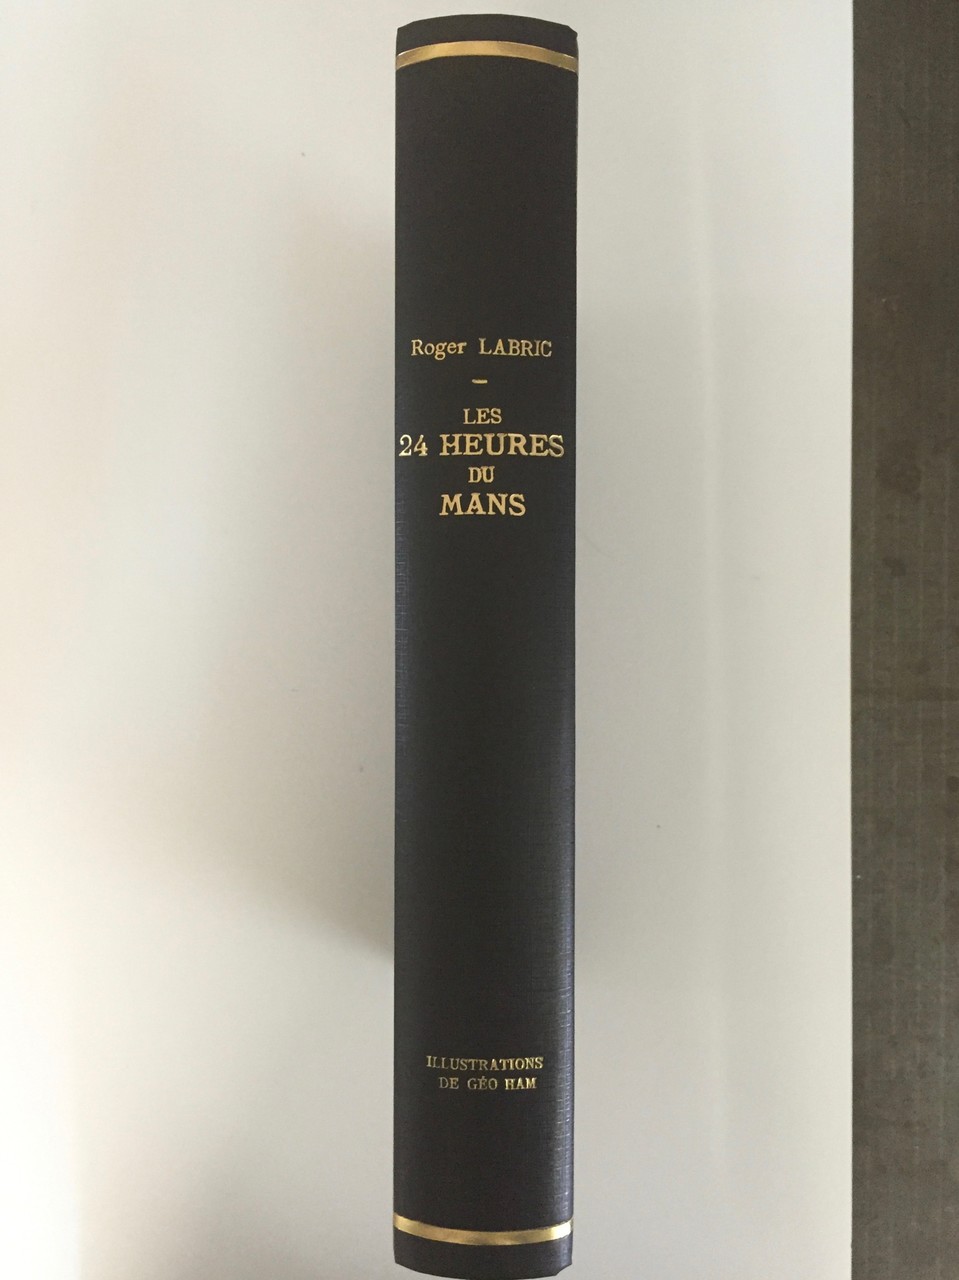 Roger LABRIC
LES
24 HEURES
DU
MANS
ILLUSTRATIONS
DE GÉO HAM